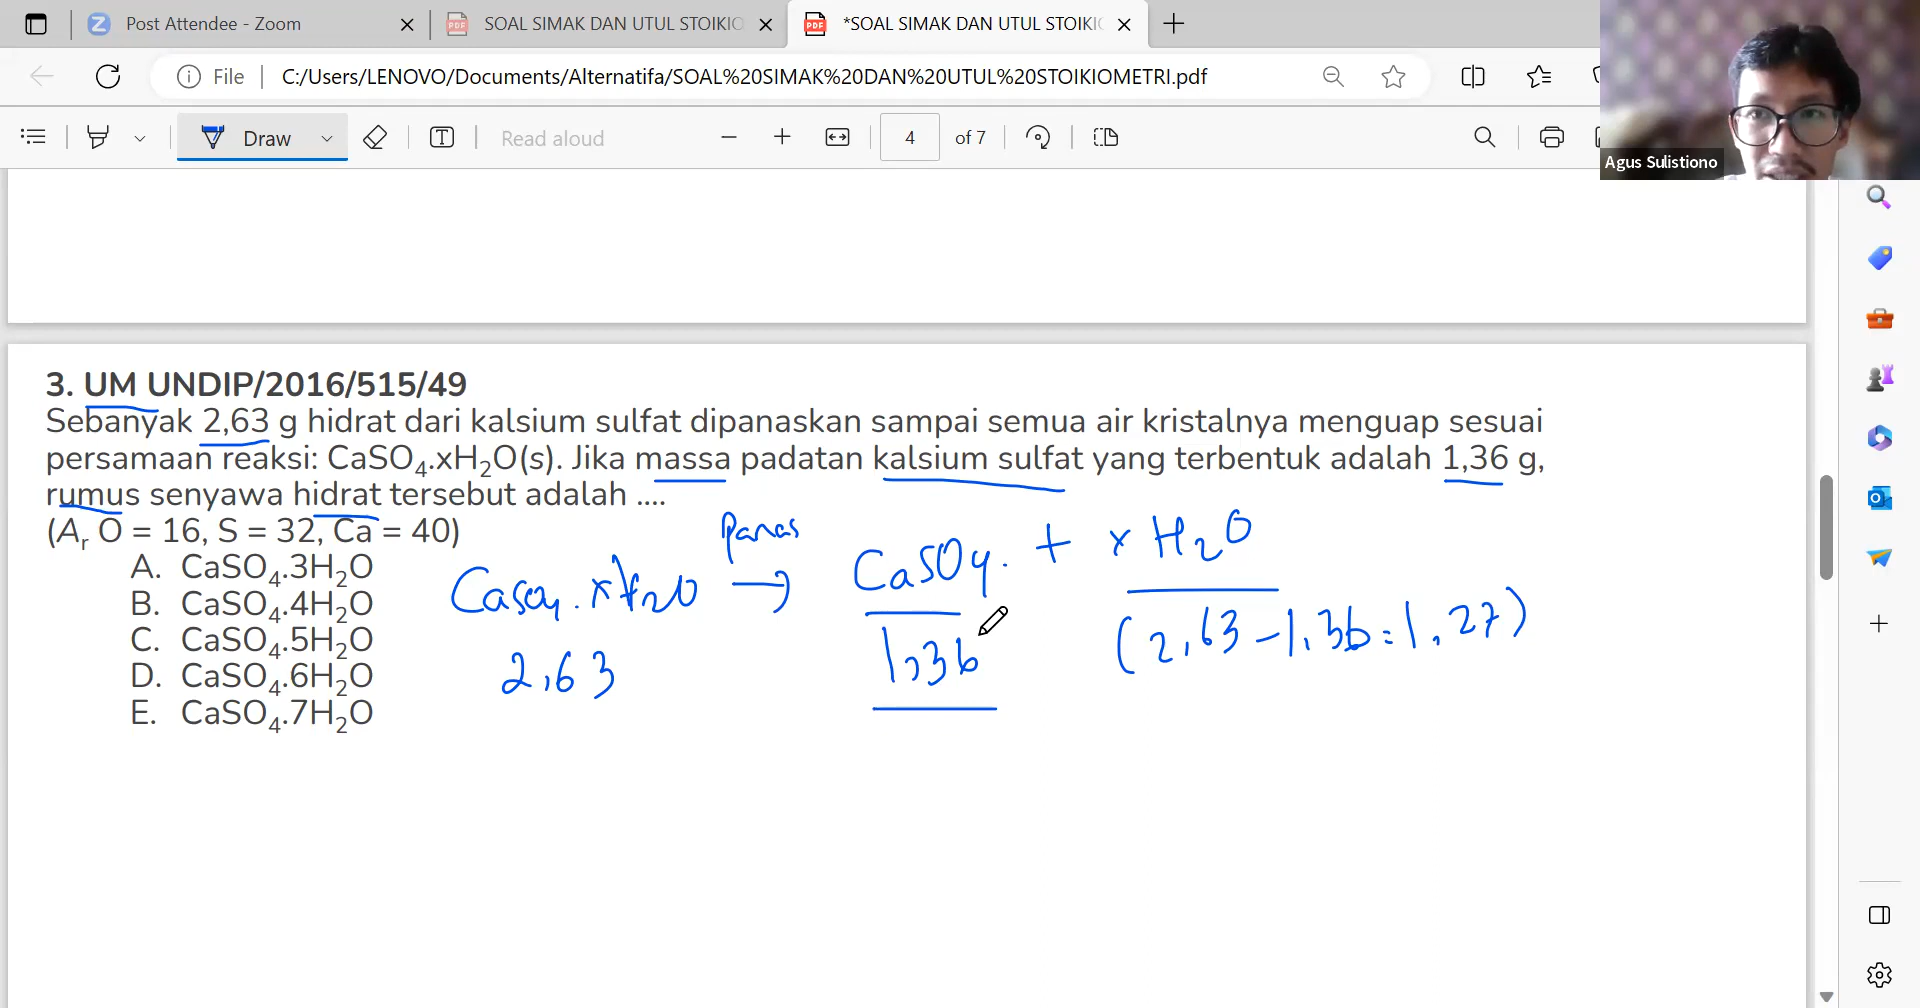 Post Attendee - Zoom
SOAL SIMAK DAN UTUL STOIKIO
*SOAL SIMAK DAN UTUL STOIKIO
File
C:/Users/LENOVO/Documents/Alternatifa/SOAL%20SIMAK%20DAN%20UTUL%20STOIKIOMETRI.pdf
Draw
Read aloud
4 of 7
Agus Sulistiono
3. UM UNDIP/2016/515/49
Sebanyak 2,63 g hidrat dari kalsium sulfat dipanaskan sampai semua air kristalnya menguap sesuai
persamaan reaksi: CaSO₄.xH₂O(s). Jika massa padatan kalsium sulfat yang terbentuk adalah 1,36 g,
rumus senyawa hidrat tersebut adalah ....
(Aᵣ O = 16, S = 32, Ca = 40)
A. CaSO₄.3H₂O
B. CaSO₄.4H₂O
C. CaSO₄.5H₂O
D. CaSO₄.6H₂O
E. CaSO₄.7H₂O
CaSO₄.xH₂O panas → CaSO₄. + xH₂O
2,63 1,36 (2,63 - 1,36 = 1,27)